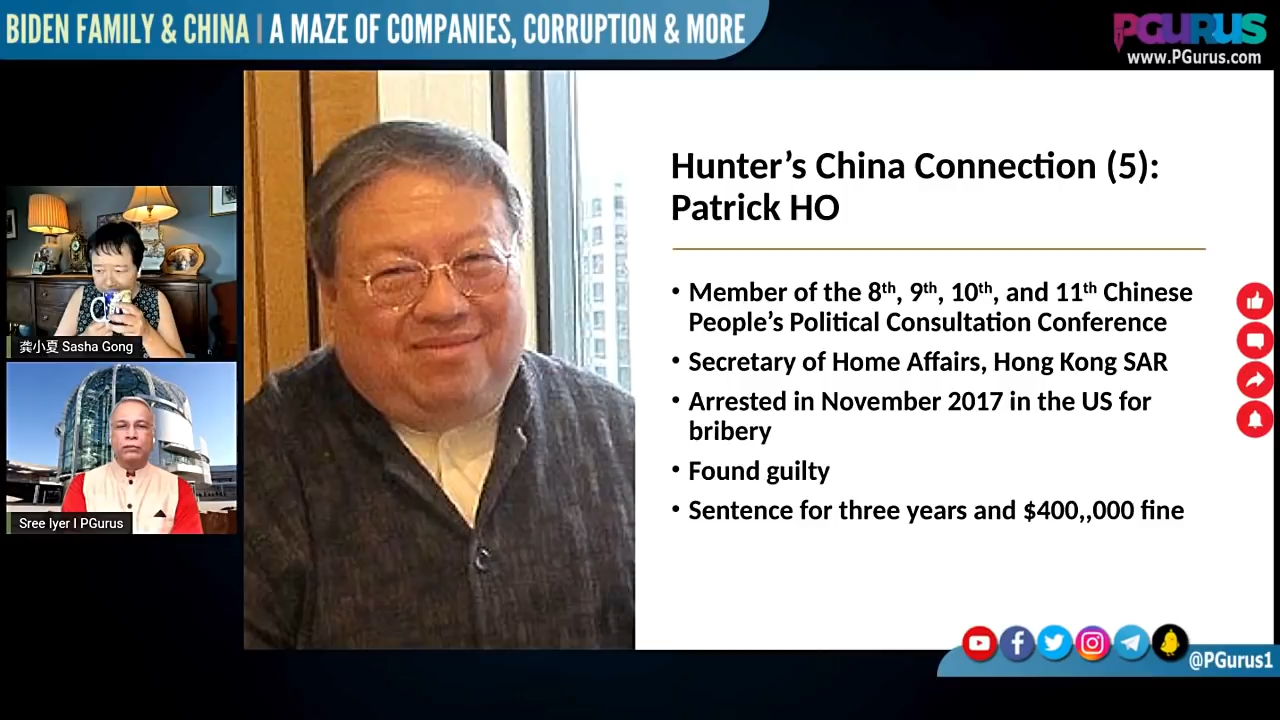 BIDEN FAMILY & CHINA | A MAZE OF COMPANIES, CORRUPTION & MORE
PGURUS
www.PGurus.com
Hunter’s China Connection (5):
Patrick HO
• Member of the 8th, 9th, 10th, and 11th Chinese
People’s Political Consultation Conference
• Secretary of Home Affairs, Hong Kong SAR
• Arrested in November 2017 in the US for
bribery
• Found guilty
• Sentence for three years and $400,,000 fine
龚小夏 Sasha Gong
Sree Iyer I PGurus
@PGurus1